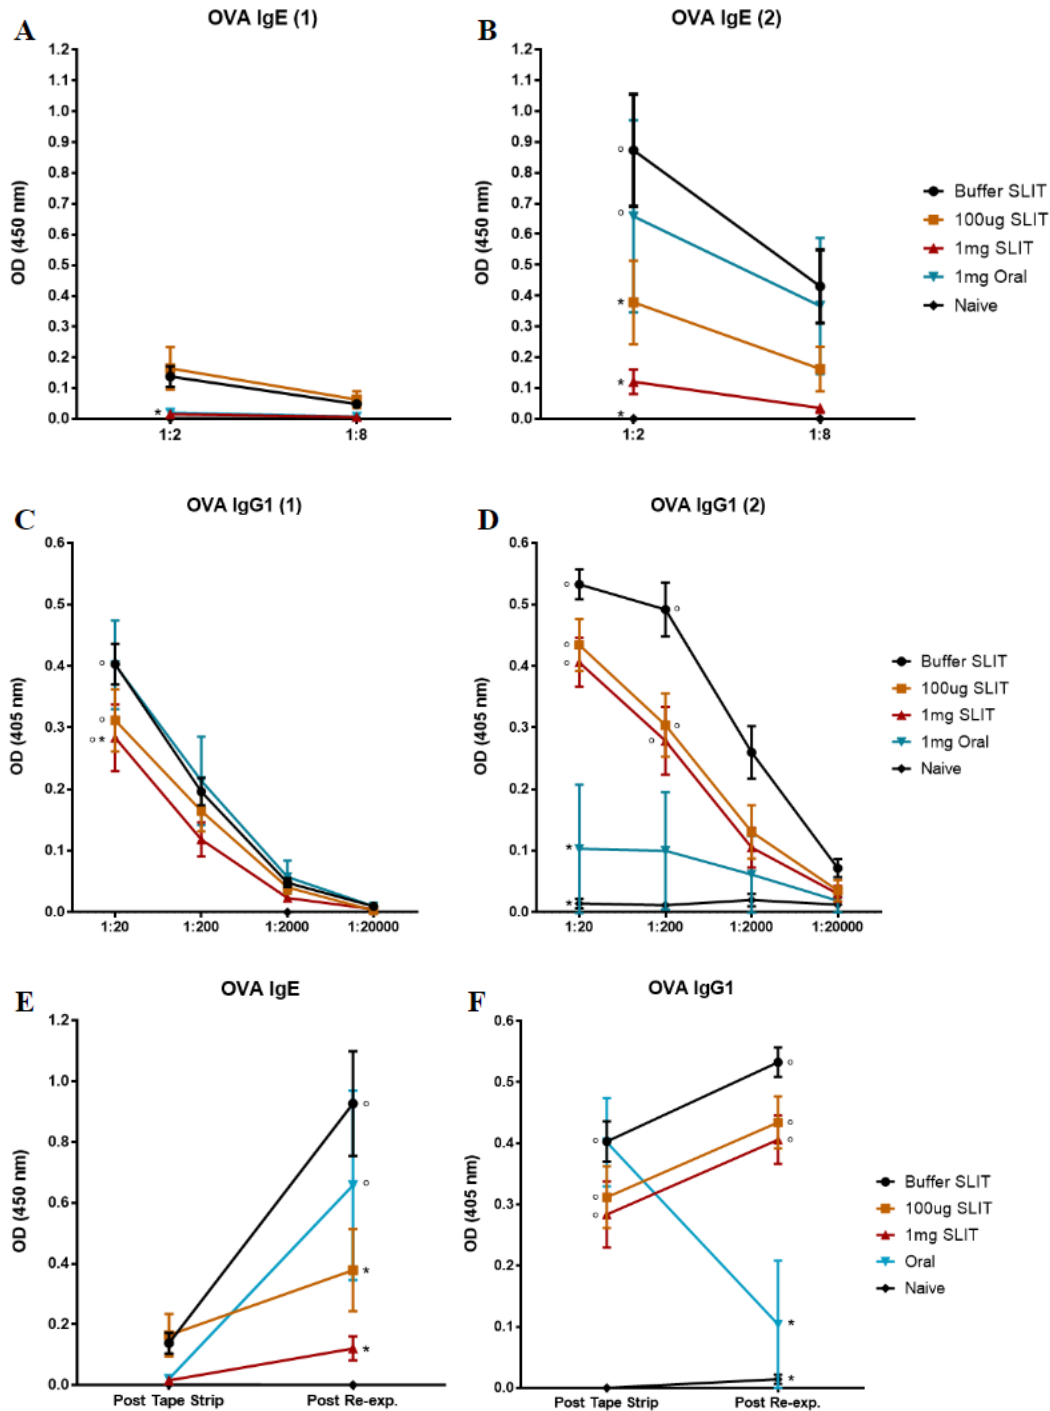 A
OVA IgE (1)
B
OVA IgE (2)
OD (450 nm)
1.2
1.1
1.0
0.9
0.8
0.7
0.6
0.5
0.4
0.3
0.2
0.1
0.0
*
1:2
1:8
OD (450 nm)
1.2
1.1
1.0
0.9
0.8
0.7
0.6
0.5
0.4
0.3
0.2
0.1
0.0
°
°
*
*
*
1:2
1:8
Buffer SLIT
100ug SLIT
1mg SLIT
1mg Oral
Naive
C
OVA IgG1 (1)
D
OVA IgG1 (2)
OD (405 nm)
0.6
0.5
0.4
0.3
0.2
0.1
0.0
°
°
° *
1:20
1:200
1:2000
1:20000
OD (405 nm)
0.6
0.5
0.4
0.3
0.2
0.1
0.0
°
°
°
°
°
°
*
*
1:20
1:200
1:2000
1:20000
Buffer SLIT
100ug SLIT
1mg SLIT
1mg Oral
Naive
E
OVA IgE
F
OVA IgG1
OD (450 nm)
1.2
1.0
0.8
0.6
0.4
0.2
0.0
°
°
*
*
Post Tape Strip
Post Re-exp.
OD (405 nm)
0.6
0.5
0.4
0.3
0.2
0.1
0.0
°
°
°
°
°
°
*
*
Post Tape Strip
Post Re-exp.
Buffer SLIT
100ug SLIT
1mg SLIT
Oral
Naive